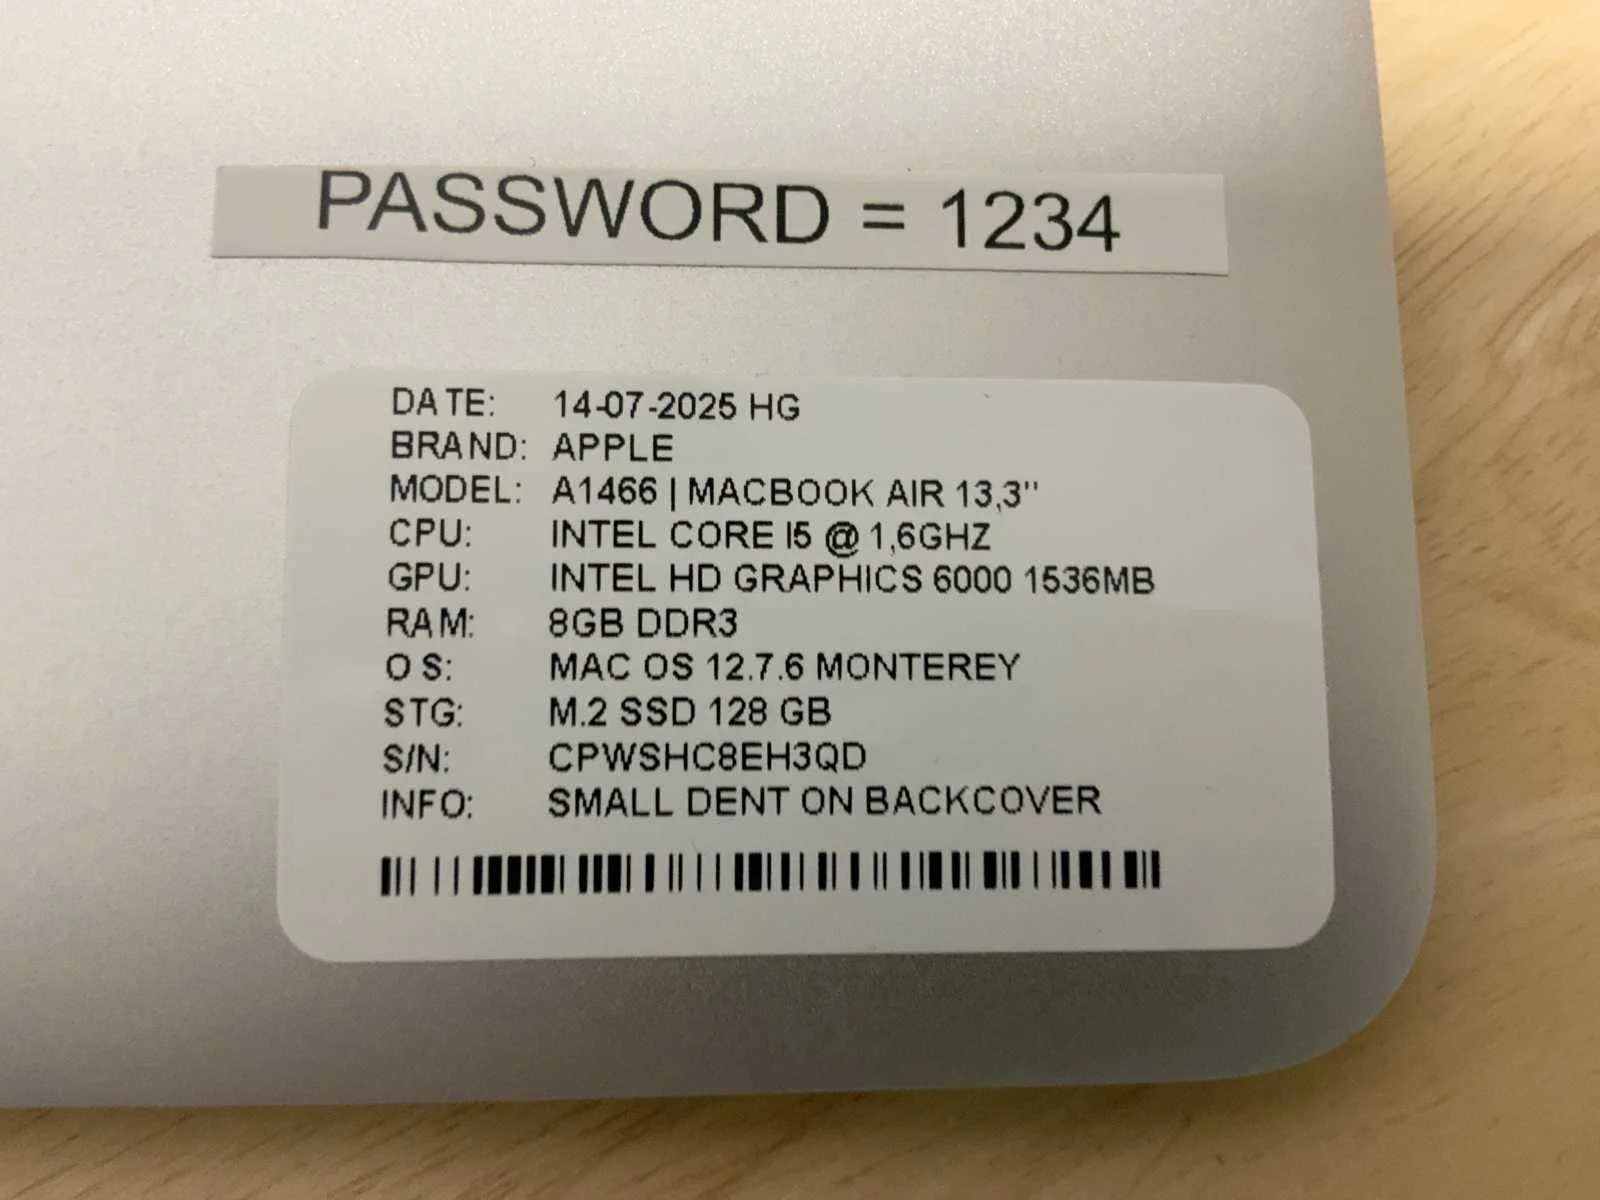 PASSWORD = 1234
DATE: 14-07-2025 HG
BRAND: APPLE
MODEL: A1466 | MACBOOK AIR 13,3"
CPU: INTEL CORE I5 @ 1,6GHZ
GPU: INTEL HD GRAPHICS 6000 1536MB
RAM: 8GB DDR3
OS: MAC OS 12.7.6 MONTEREY
STG: M.2 SSD 128 GB
S/N: CPWSHC8EH3QD
INFO: SMALL DENT ON BACKCOVER